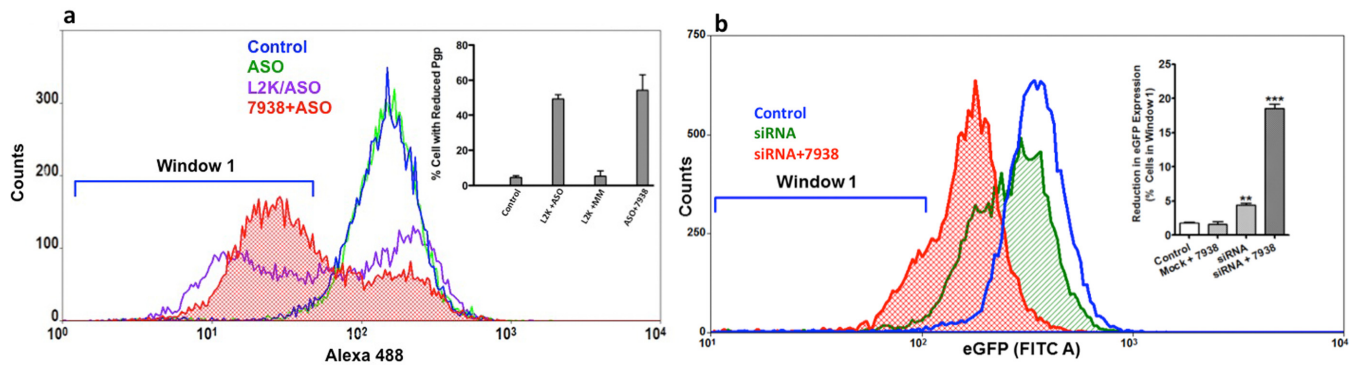 a
Control
ASO
L2K/ASO
7938+ASO
Window 1
Counts
300
200
100
0
10⁰
10¹
10²
10³
10⁴
Alexa 488
% Cell with Reduced Pgp
80
60
40
20
0
Control
L2K +ASO
L2K +MM
ASO+7938
b
Control
siRNA
siRNA+7938
Window 1
Counts
750
500
250
0
10¹
10²
10³
10⁴
eGFP (FITC A)
Reduction in eGFP Expression
(% Cells in Window1)
25
20
15
10
5
0
**
***
Control
Mock + 7938
siRNA
siRNA + 7938